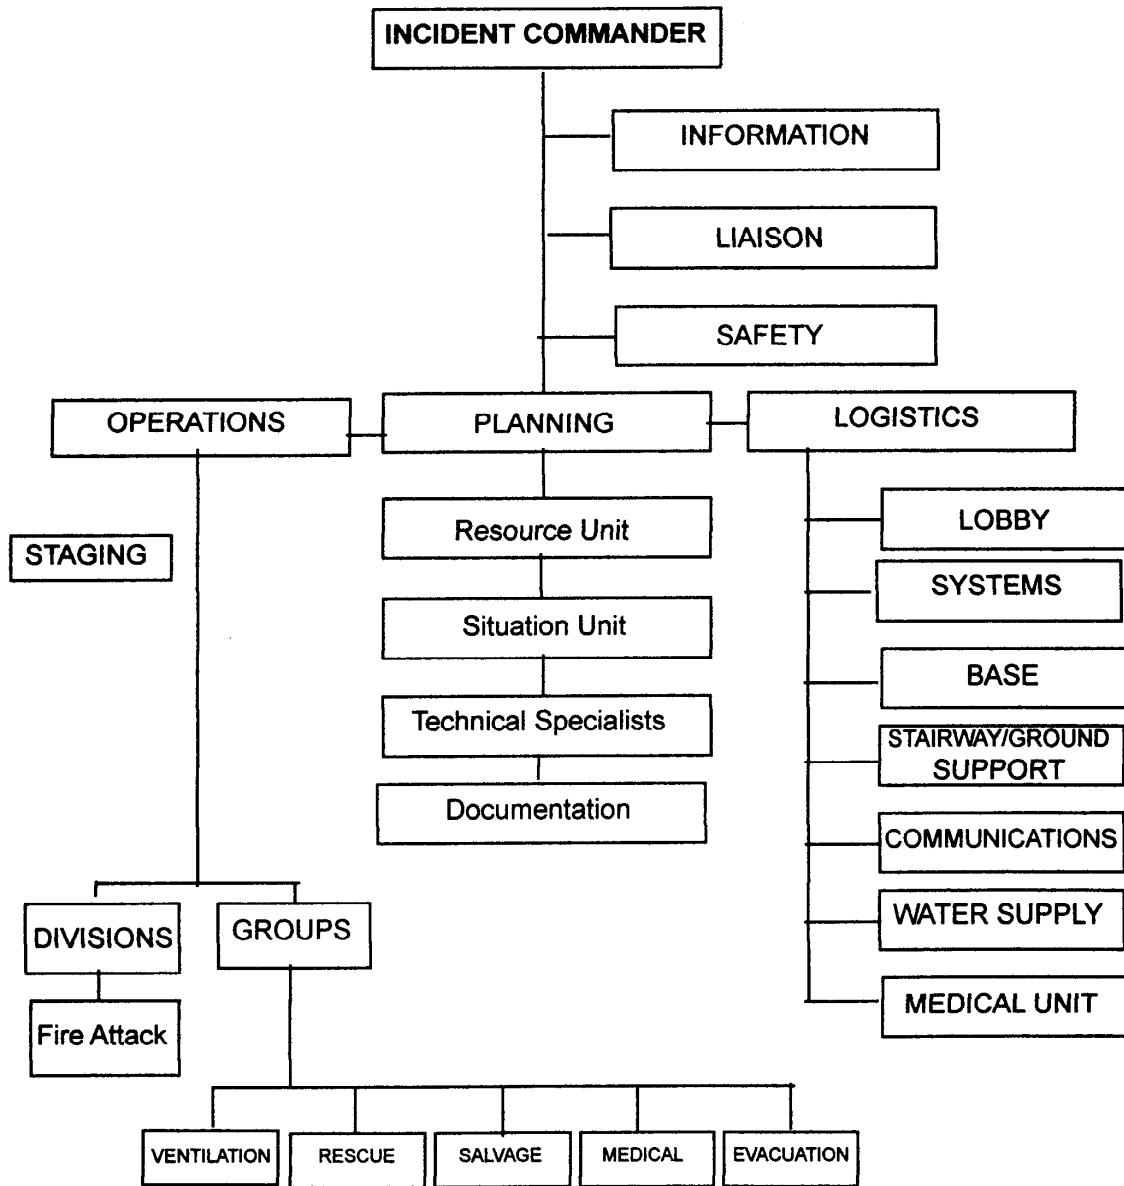 INCIDENT COMMANDER
INFORMATION
LIAISON
SAFETY
OPERATIONS
PLANNING
LOGISTICS
STAGING
Resource Unit
Situation Unit
Technical Specialists
Documentation
LOBBY
SYSTEMS
BASE
STAIRWAY/GROUND
SUPPORT
COMMUNICATIONS
WATER SUPPLY
MEDICAL UNIT
DIVISIONS
GROUPS
Fire Attack
VENTILATION
RESCUE
SALVAGE
MEDICAL
EVACUATION